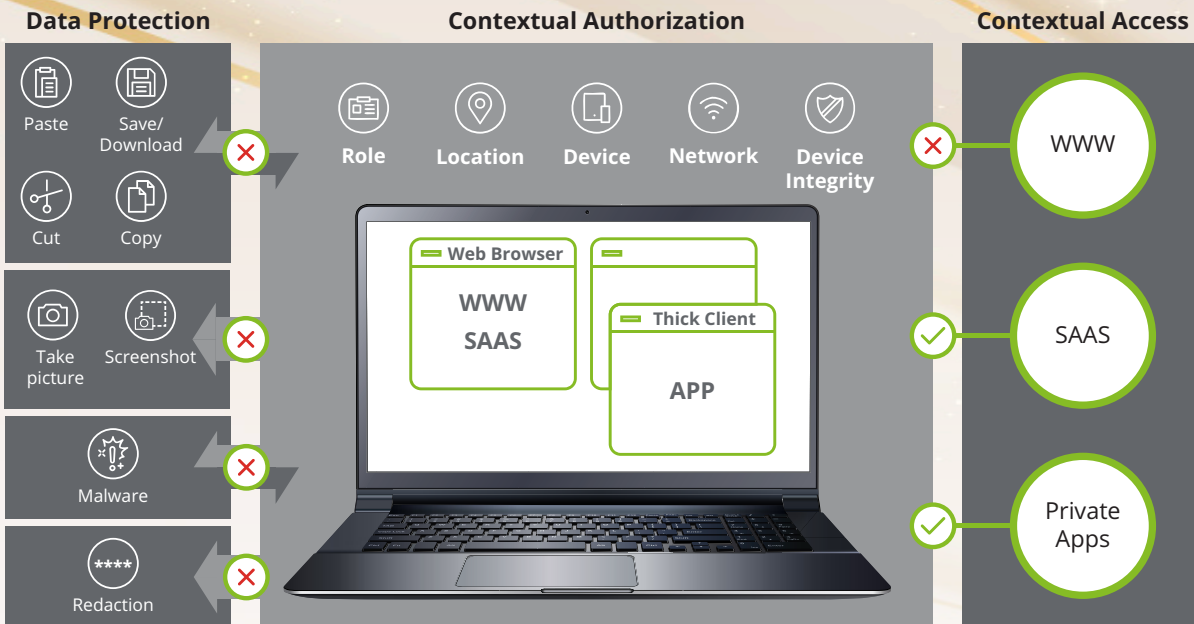 Data Protection
Contextual Authorization
Contextual Access
Paste
Save/
Download
Cut
Copy
Take
picture
Screenshot
Malware
****
Redaction
Role
Location
Device
Network
Device
Integrity
Web Browser
WWW
SAAS
Thick Client
APP
WWW
SAAS
Private
Apps